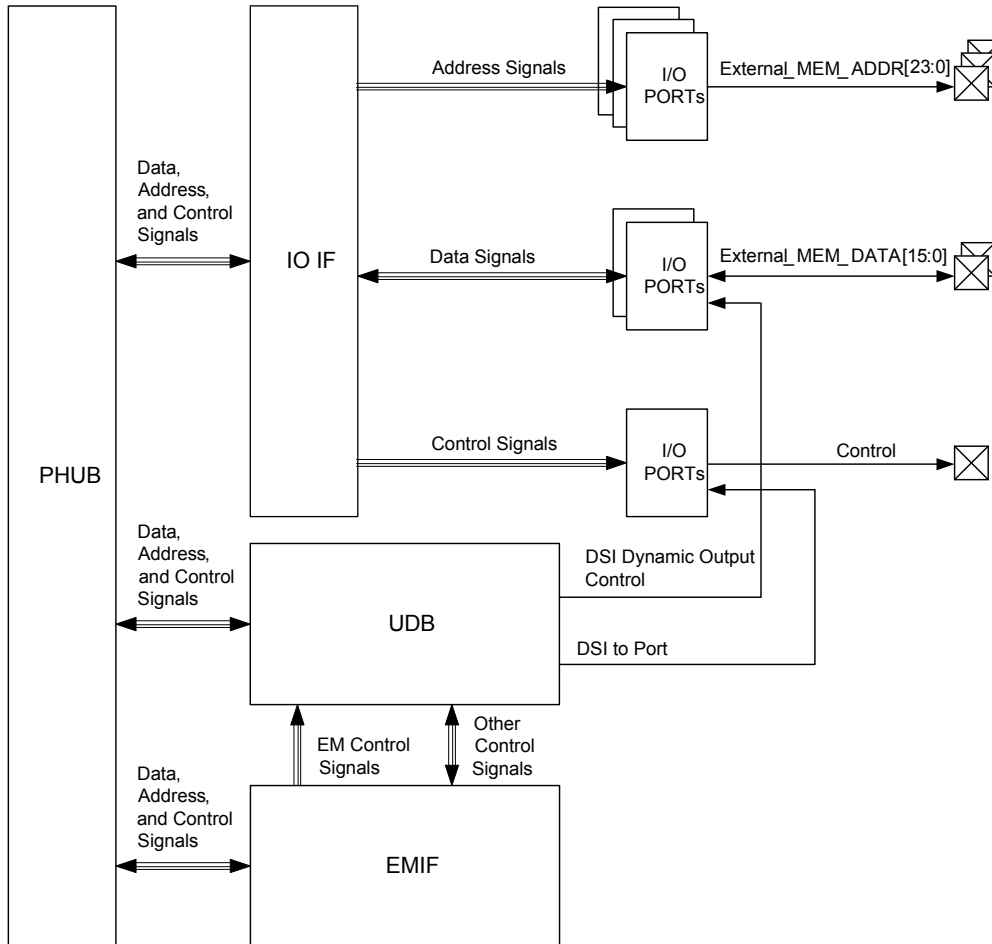 Address Signals
I/O
PORTs
External_MEM_ADDR[23:0]
Data,
Address,
and Control
Signals
IO IF
Data Signals
I/O
PORTs
External_MEM_DATA[15:0]
Control Signals
I/O
PORTs
Control
PHUB
Data,
Address,
and Control
Signals
UDB
DSI Dynamic Output
Control
DSI to Port
EM Control
Signals
Other
Control
Signals
Data,
Address,
and Control
Signals
EMIF